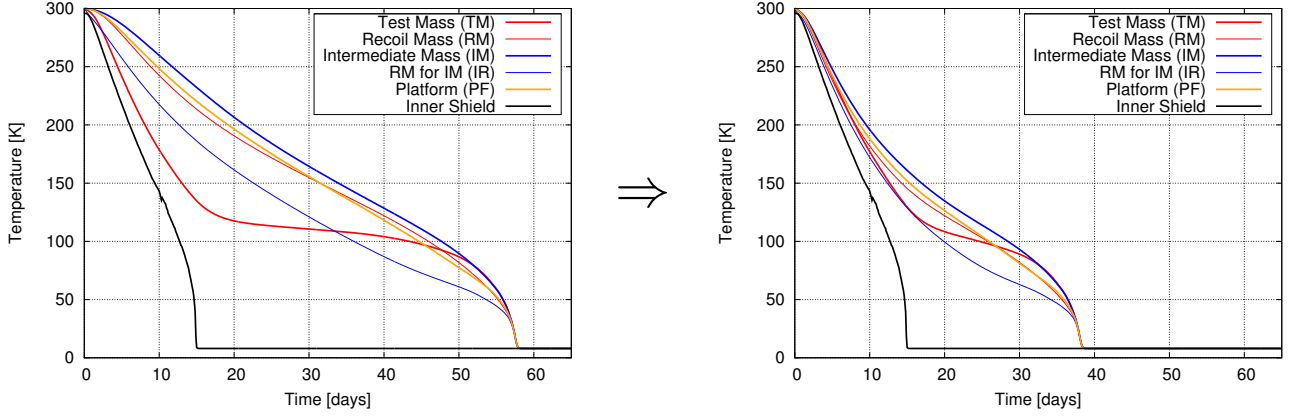 300
250
200
150
100
50
0
Temperature [K]
0 10 20 30 40 50 60
Time [days]
Test Mass (TM)
Recoil Mass (RM)
Intermediate Mass (IM)
RM for IM (IR)
Platform (PF)
Inner Shield
⇒
300
250
200
150
100
50
0
Temperature [K]
0 10 20 30 40 50 60
Time [days]
Test Mass (TM)
Recoil Mass (RM)
Intermediate Mass (IM)
RM for IM (IR)
Platform (PF)
Inner Shield